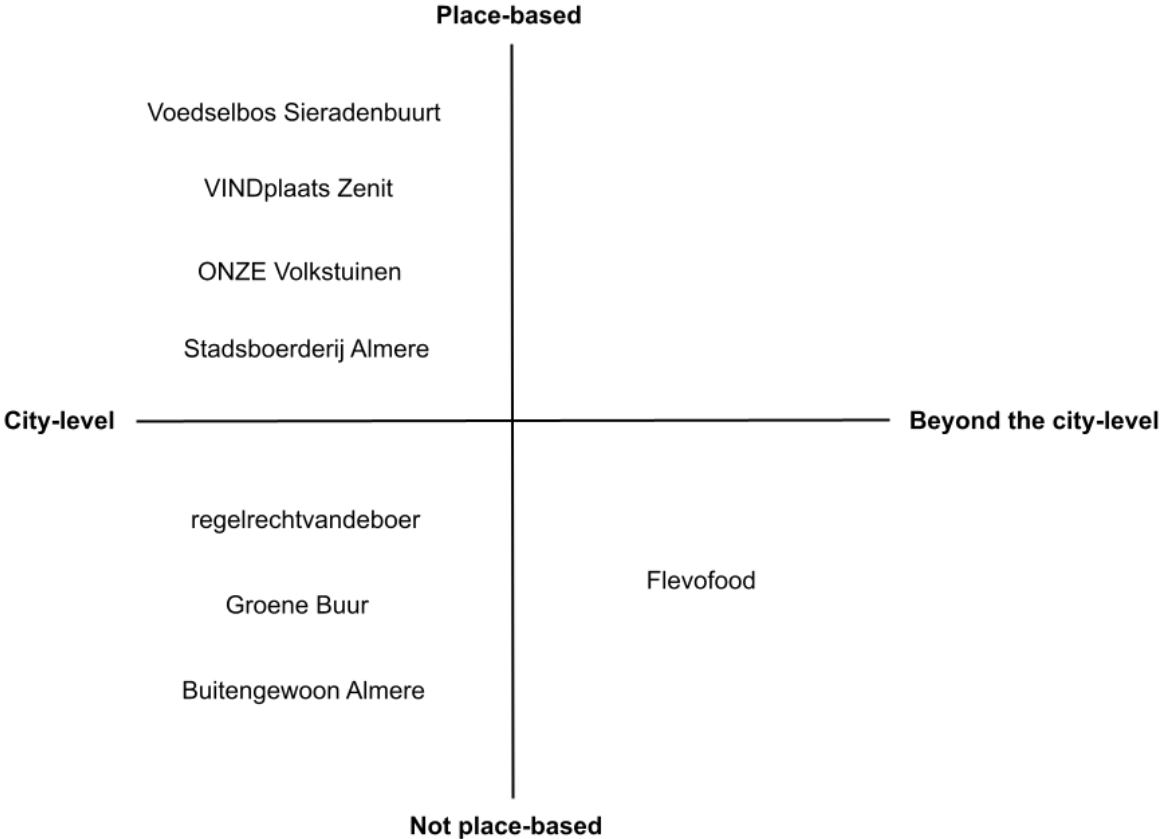 Place-based
Voedselbos Sieradenbuurt
VINDplaats Zenit
ONZE Volkstuinen
Stadsboerderij Almere
City-level
Beyond the city-level
regelrechtvandeboer
Flevofood
Groene Buur
Buitengewoon Almere
Not place-based